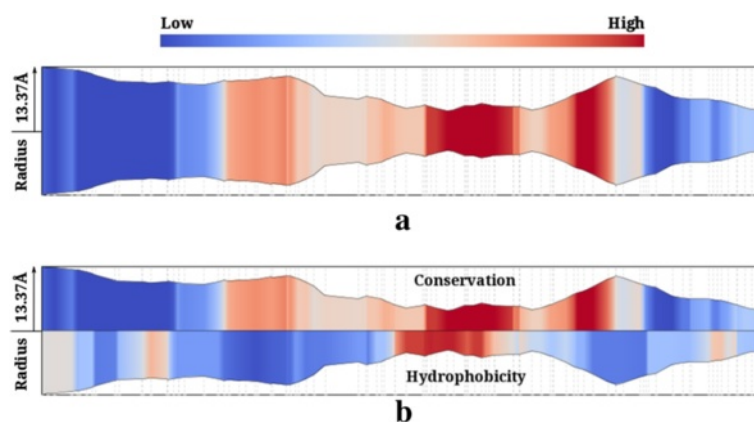 Low High
13.37Å
Radius
a
13.37Å
Radius
Conservation
Hydrophobicity
b